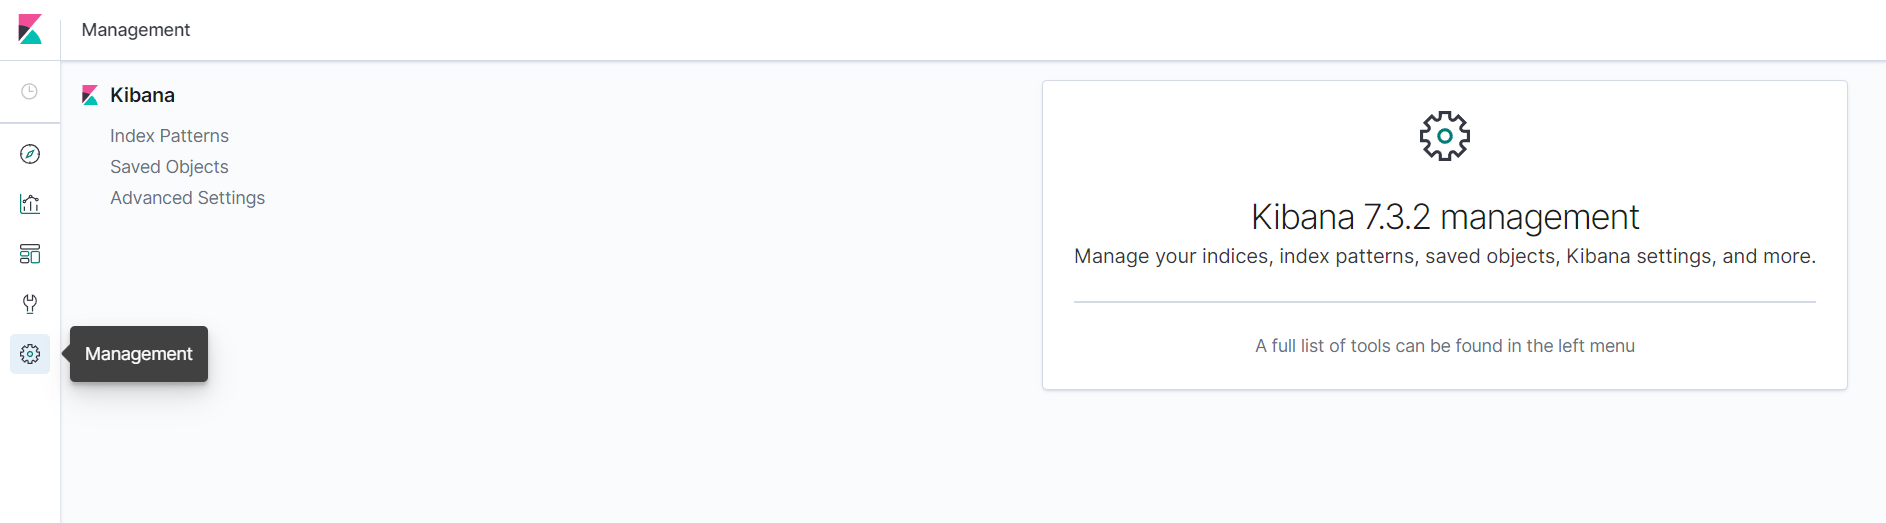 Management
Kibana
Index Patterns
Saved Objects
Advanced Settings
Management
Kibana 7.3.2 management
Manage your indices, index patterns, saved objects, Kibana settings, and more.
A full list of tools can be found in the left menu